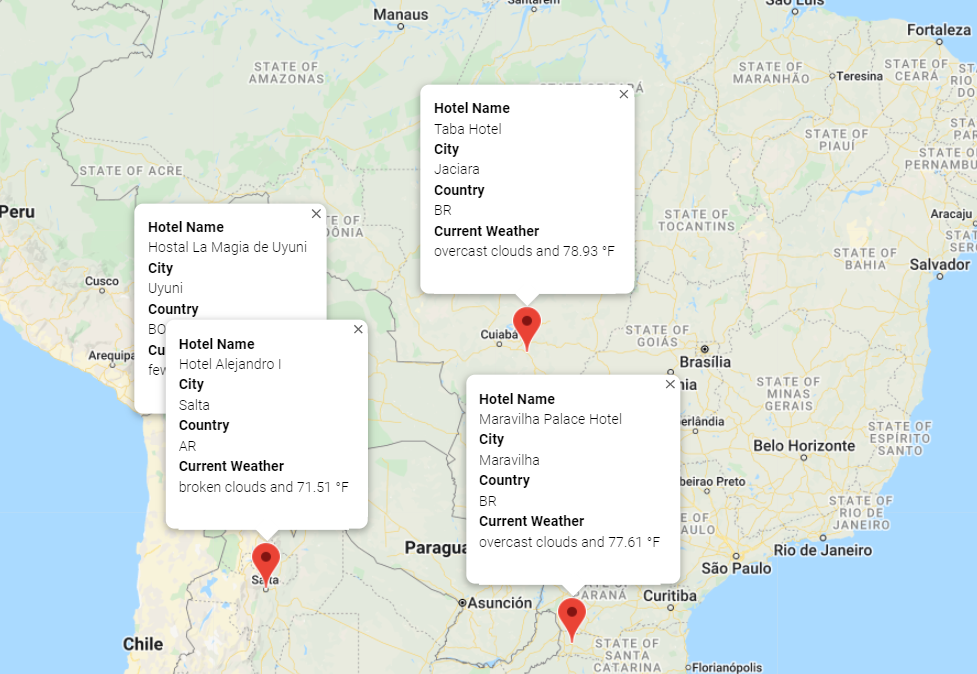 Manaus
Fortaleza
STATE OF
AMAZONAS
STATE OF
MARANHÃO
Teresina
STATE OF
CEARÁ
STATE OF
PIAUÍ
STATE OF
PERNAMBU
STATE OF ACRE
Peru
STATE OF
TOCANTINS
Aracaju
STATE OF
BAHIA
Salvador
Cusco
Arequipa
Cuiabá
STATE OF
GOIÁS
Brasília
STATE OF
MINAS
GERAIS
Belo Horizonte
STATE OF
ESPÍRITO
SANTO
STATE OF
RIO DE
JANEIRO
Rio de Janeiro
São Paulo
Curitiba
Asunción
Salta
Chile
STATE OF
SANTA
CATARINA
Florianópolis
Hotel Name
Taba Hotel
City
Jaciara
Country
BR
Current Weather
overcast clouds and 78.93 °F
Hotel Name
Hostal La Magia de Uyuni
City
Uyuni
Country
BO
Cu
few
Hotel Name
Hotel Alejandro I
City
Salta
Country
AR
Current Weather
broken clouds and 71.51 °F
Hotel Name
Maravilha Palace Hotel
City
Maravilha
Country
BR
Current Weather
overcast clouds and 77.61 °F